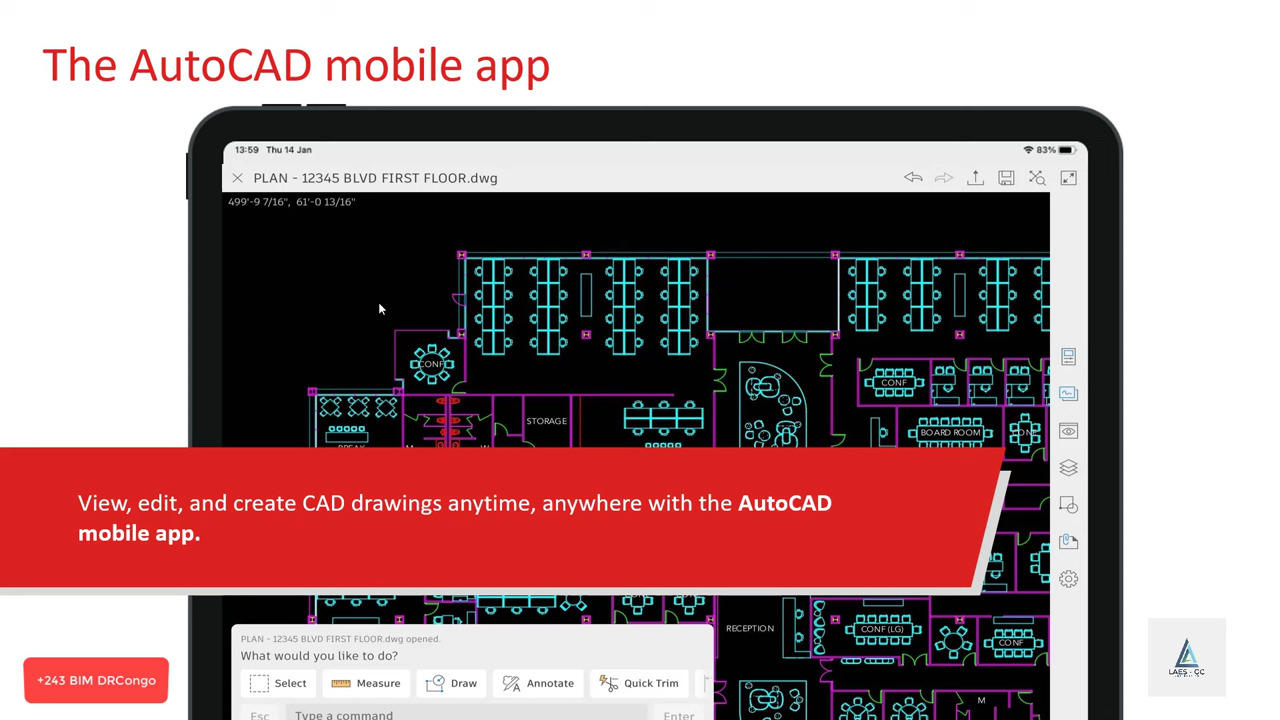 The AutoCAD mobile app
13:59 Thu 14 Jan
83%
PLAN - 12345 BLVD FIRST FLOOR.dwg
499'-9 7/16", 61'-0 13/16"
CONF
STORAGE
CONF
BOARD ROOM
View, edit, and create CAD drawings anytime, anywhere with the AutoCAD
mobile app.
RECEPTION
CONF (LG)
CONF
M
PLAN - 12345 BLVD FIRST FLOOR.dwg opened.
What would you like to do?
Select
Measure
Draw
Annotate
Quick Trim
Esc
Type a command
Enter
+243 BIM DRCongo
LAES - CC